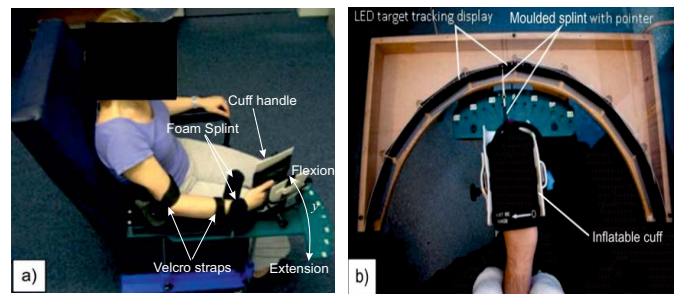 Cuff handle
Foam Splint
Flexion
y
Velcro straps
Extension
a)
LED target tracking display
Moulded splint with pointer
Inflatable cuff
b)